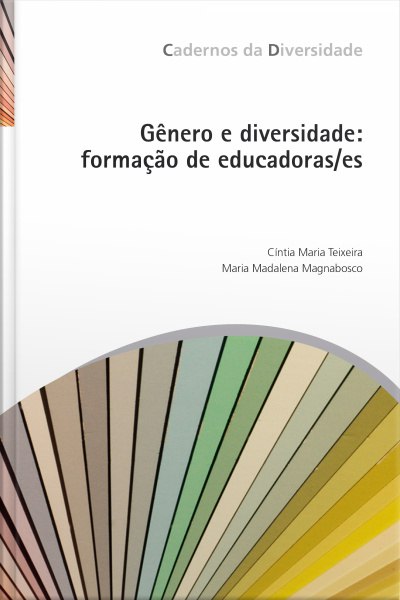 Cadernos da Diversidade
Gênero e diversidade:
formação de educadoras/es
Cíntia Maria Teixeira
Maria Madalena Magnabosco